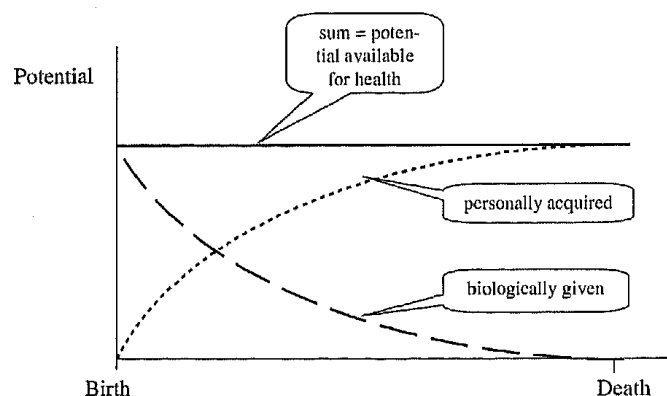 sum = poten-
tial available
for health
Potential
personally acquired
biologically given
Birth
Death